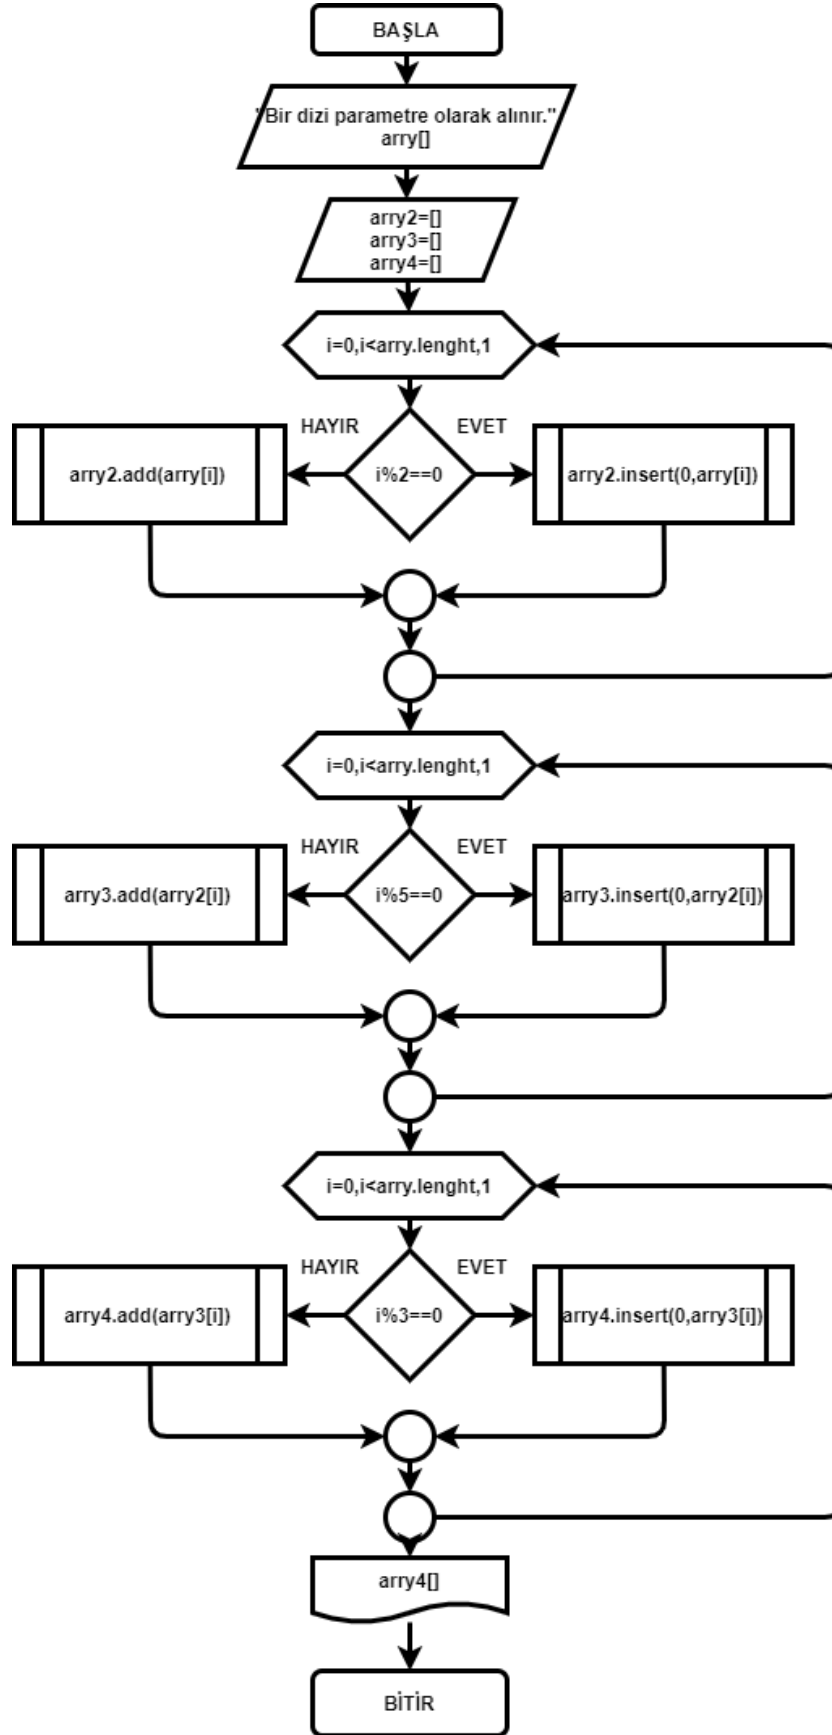 BAŞLA
"Bir dizi parametre olarak alınır."
arry[]
arry2=[]
arry3=[]
arry4=[]
i=0,i<arry.lenght,1
HAYIR
EVET
arry2.add(arry[i])
i%2==0
arry2.insert(0,arry[i])
i=0,i<arry.lenght,1
HAYIR
EVET
arry3.add(arry2[i])
i%5==0
arry3.insert(0,arry2[i])
i=0,i<arry.lenght,1
HAYIR
EVET
arry4.add(arry3[i])
i%3==0
arry4.insert(0,arry3[i])
arry4[]
BİTİR